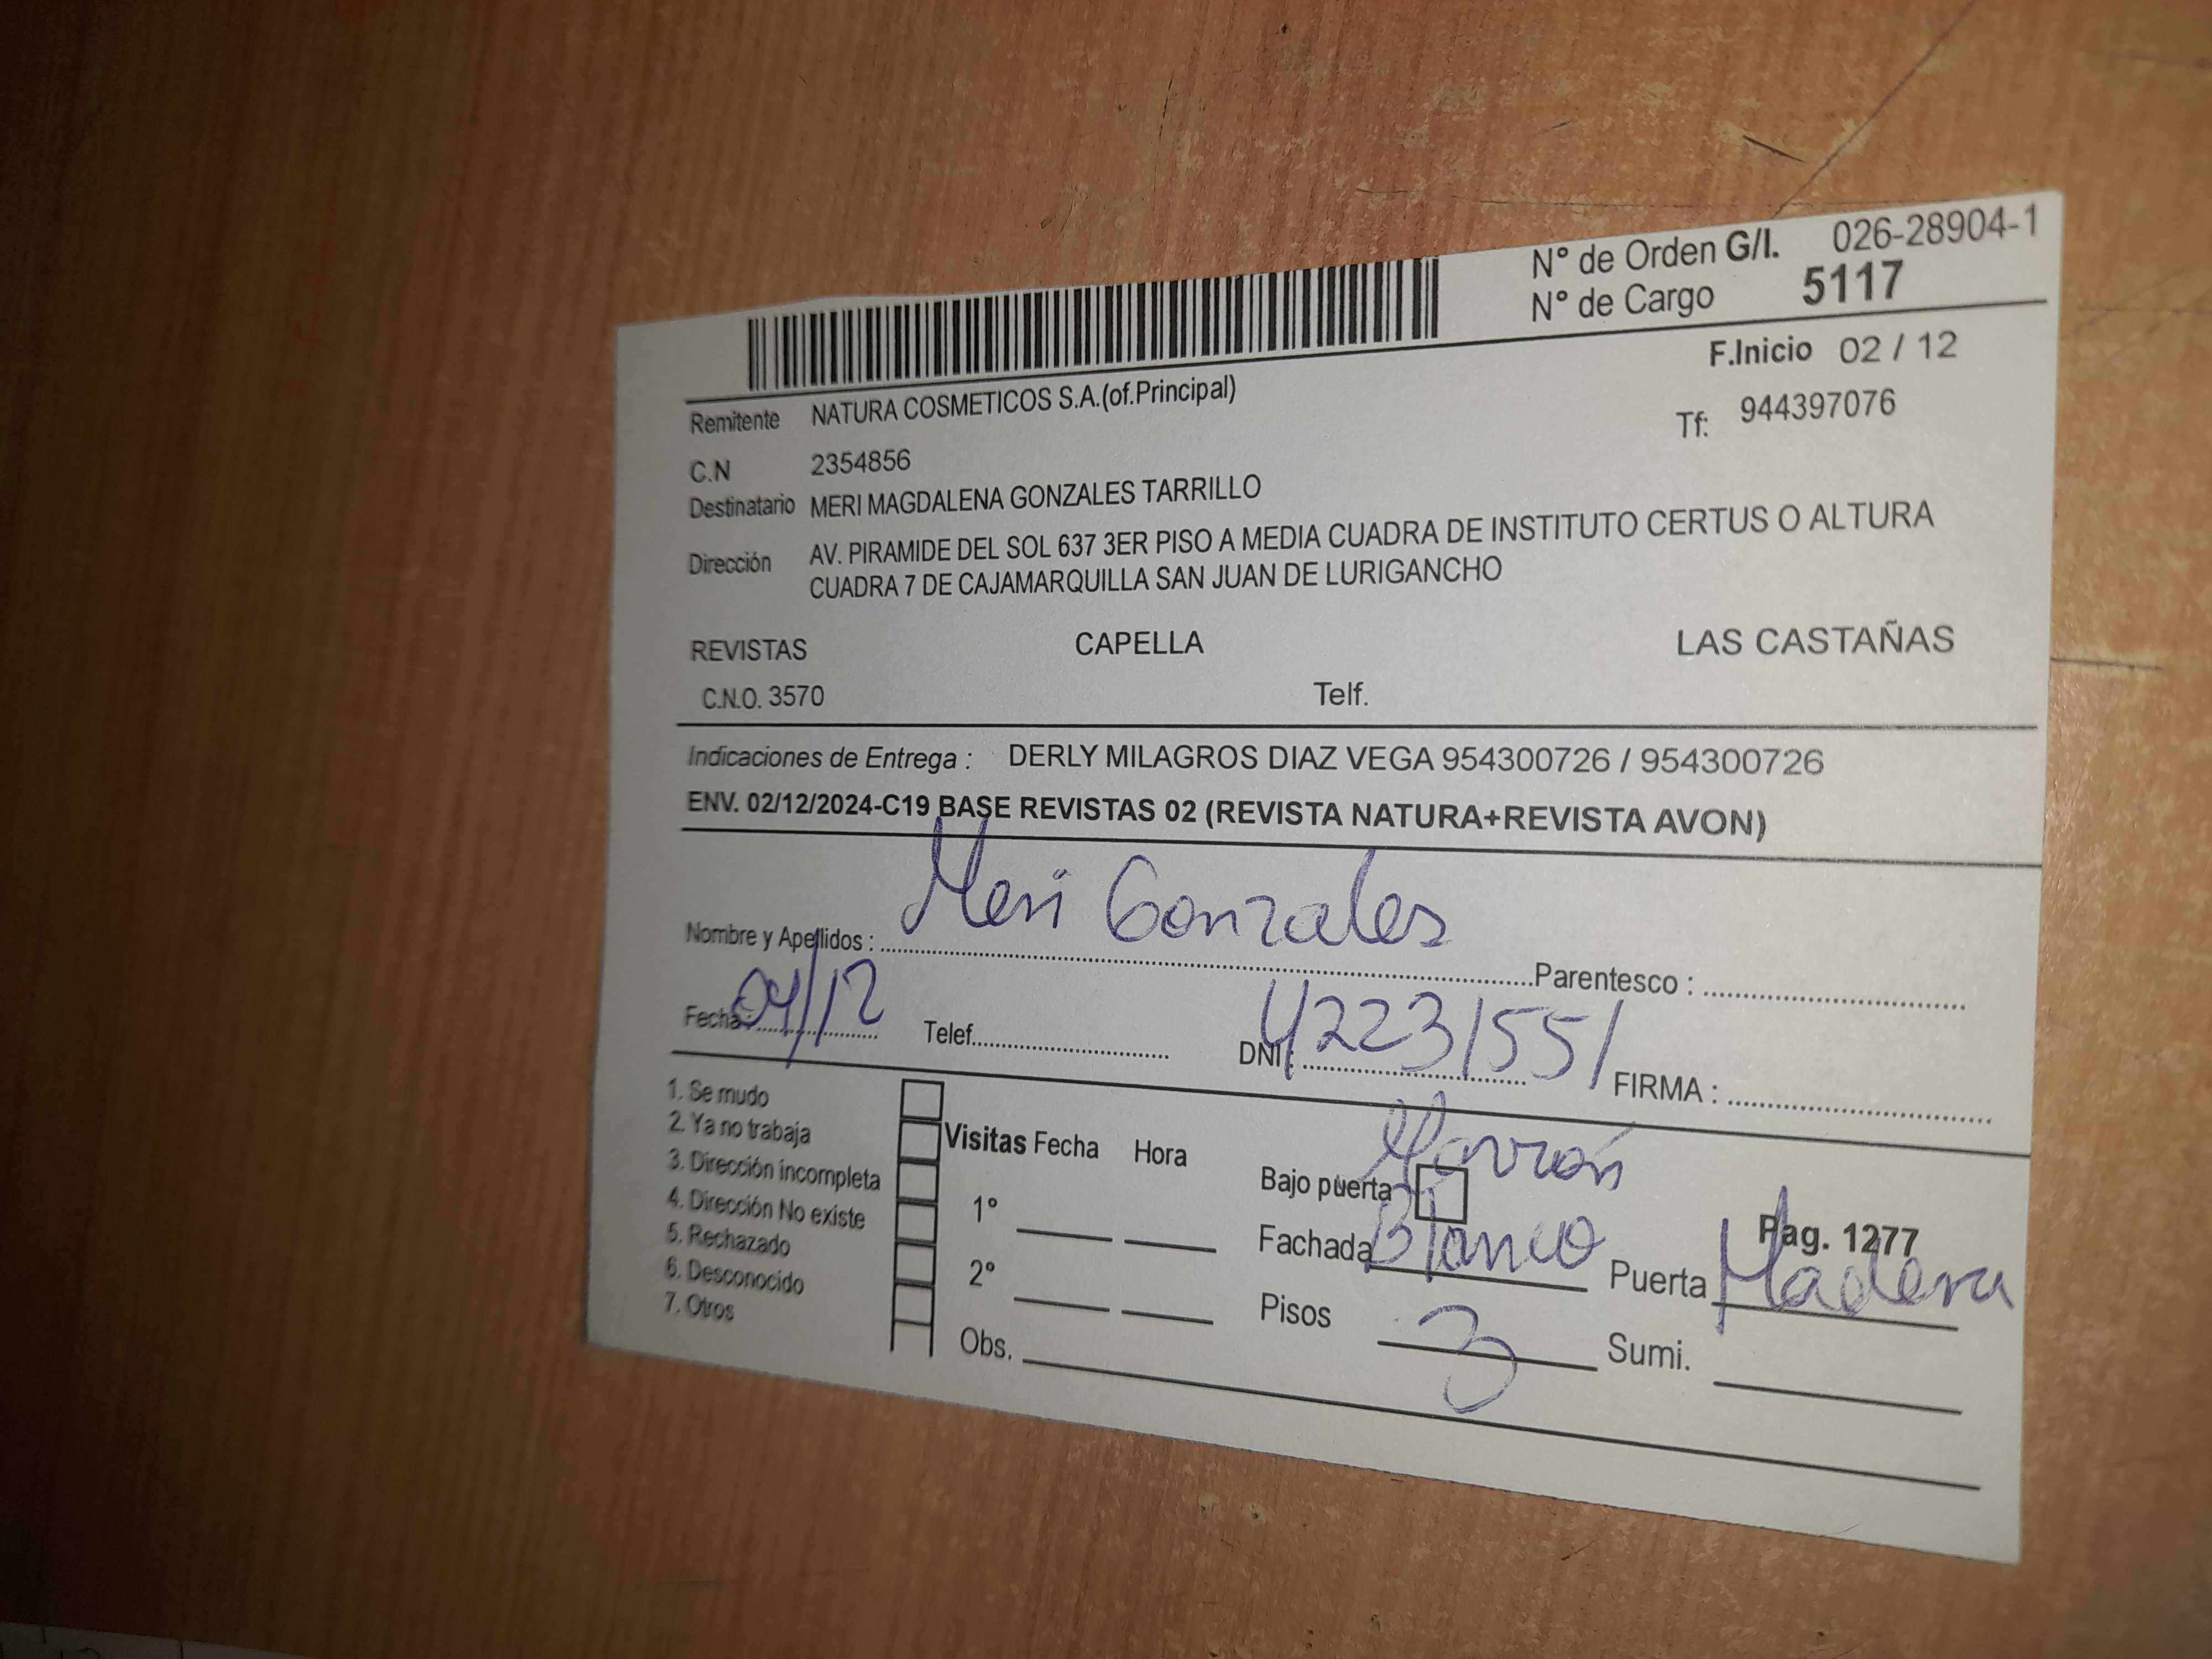 N° de Orden G/I. 026-28904-1
N° de Cargo 5117
F.Inicio 02 / 12
Remitente NATURA COSMETICOS S.A.(of.Principal)
Tf: 944397076
C.N 2354856
Destinatario MERI MAGDALENA GONZALES TARRILLO
Dirección AV. PIRAMIDE DEL SOL 637 3ER PISO A MEDIA CUADRA DE INSTITUTO CERTUS O ALTURA
CUADRA 7 DE CAJAMARQUILLA SAN JUAN DE LURIGANCHO
REVISTAS CAPELLA LAS CASTAÑAS
C.N.O. 3570 Telf.
Indicaciones de Entrega : DERLY MILAGROS DIAZ VEGA 954300726 / 954300726
ENV. 02/12/2024-C19 BASE REVISTAS 02 (REVISTA NATURA+REVISTA AVON)
Nombre y Apellidos : Meri Gonzales Parentesco :
Fecha : 04/12 Telef. DNI : 42231551 FIRMA :
1. Se mudo
2. Ya no trabaja
3. Dirección incompleta
4. Dirección No existe
5. Rechazado
6. Desconocido
7. Otros
Visitas Fecha Hora
1°
2°
Obs.
Marrón
Bajo puerta
Pag. 1277
Fachada Blanco Puerta Madera
Pisos 3 Sumi.